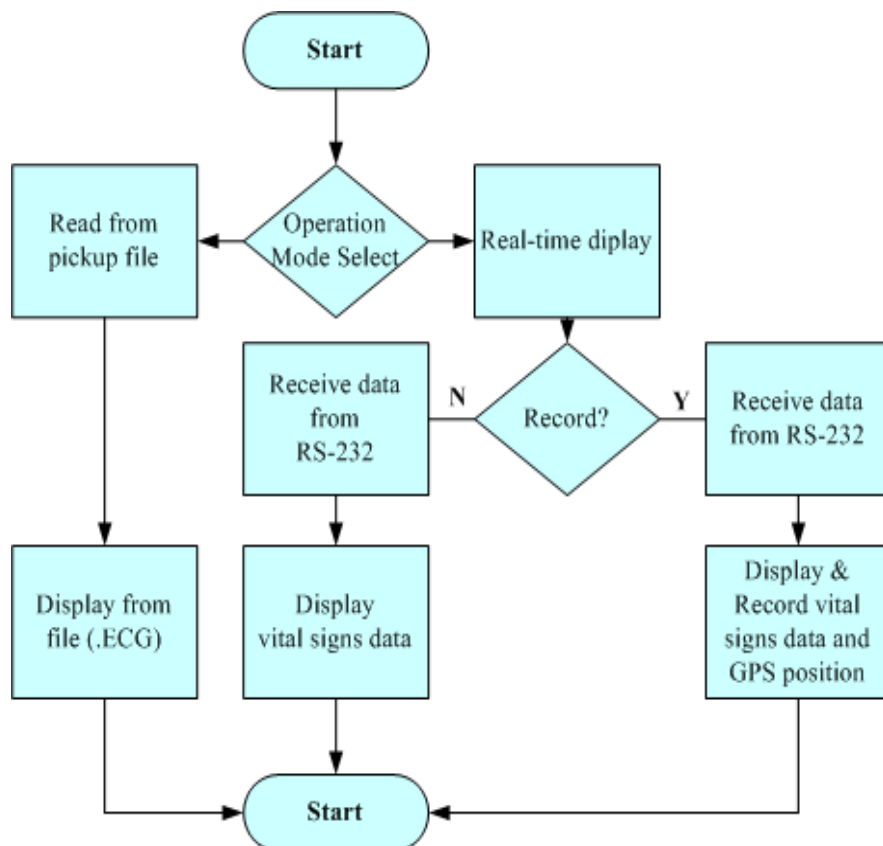 Start
Read from
pickup file
Operation
Mode Select
Real-time diplay
Receive data
from
RS-232
N
Record?
Y
Receive data
from RS-232
Display from
file (.ECG)
Display
vital signs data
Display &
Record vital
signs data and
GPS position
Start